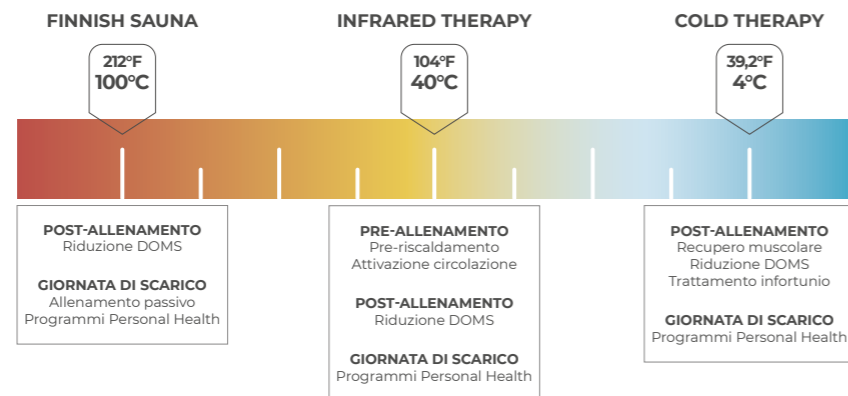 FINNISH SAUNA
212°F
100°C
POST-ALLENAMENTO
Riduzione DOMS
GIORNATA DI SCARICO
Allenamento passivo
Programmi Personal Health
INFRARED THERAPY
104°F
40°C
PRE-ALLENAMENTO
Pre-riscaldamento
Attivazione circolazione
POST-ALLENAMENTO
Riduzione DOMS
GIORNATA DI SCARICO
Programmi Personal Health
COLD THERAPY
39,2°F
4°C
POST-ALLENAMENTO
Recupero muscolare
Riduzione DOMS
Trattamento infortunio
GIORNATA DI SCARICO
Programmi Personal Health